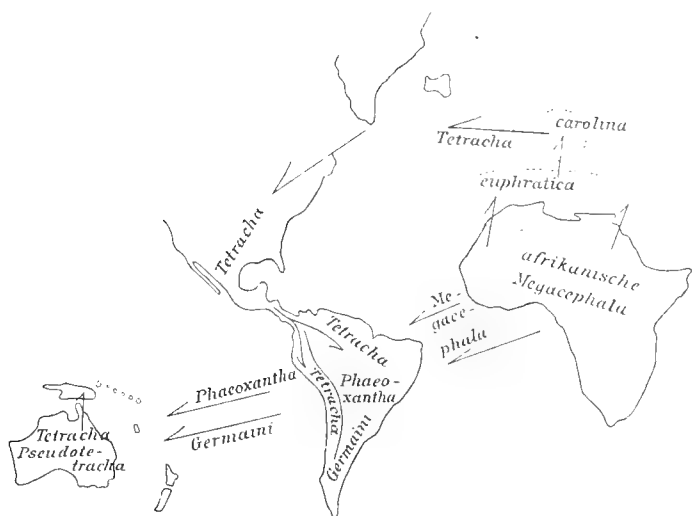 carolina
Tetracha
euphratica
Tetracha
afrikanische
Megacephala
Me-
gace-
phala
Tetracha
Phaeoxantha
Tetracha
Phaeo-
xantha
Germaini
Germaini
Tetracha
Pseudote-
tracha